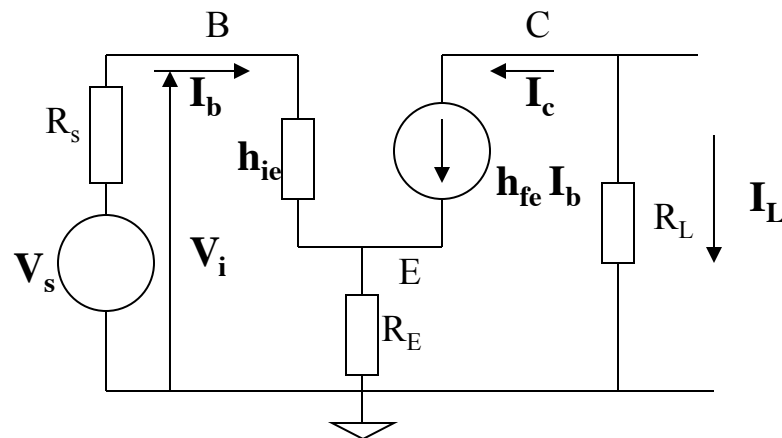 B
C
I_b
I_c
R_s
h_ie
h_fe I_b
R_L
I_L
V_s
V_i
E
R_E